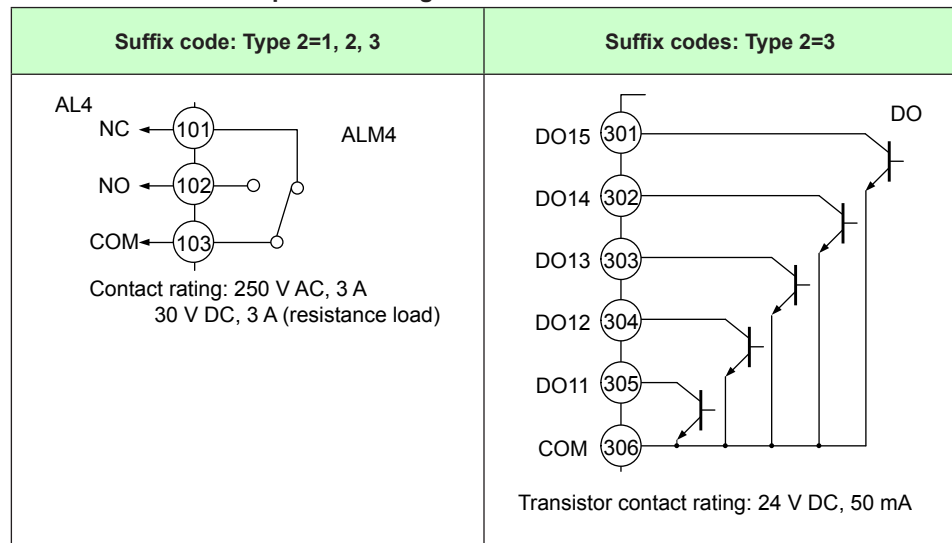 Suffix code: Type 2=1, 2, 3
Suffix codes: Type 2=3
AL4
NC 101
ALM4
NO 102
COM 103
Contact rating: 250 V AC, 3 A
30 V DC, 3 A (resistance load)
DO
DO15 301
DO14 302
DO13 303
DO12 304
DO11 305
COM 306
Transistor contact rating: 24 V DC, 50 mA